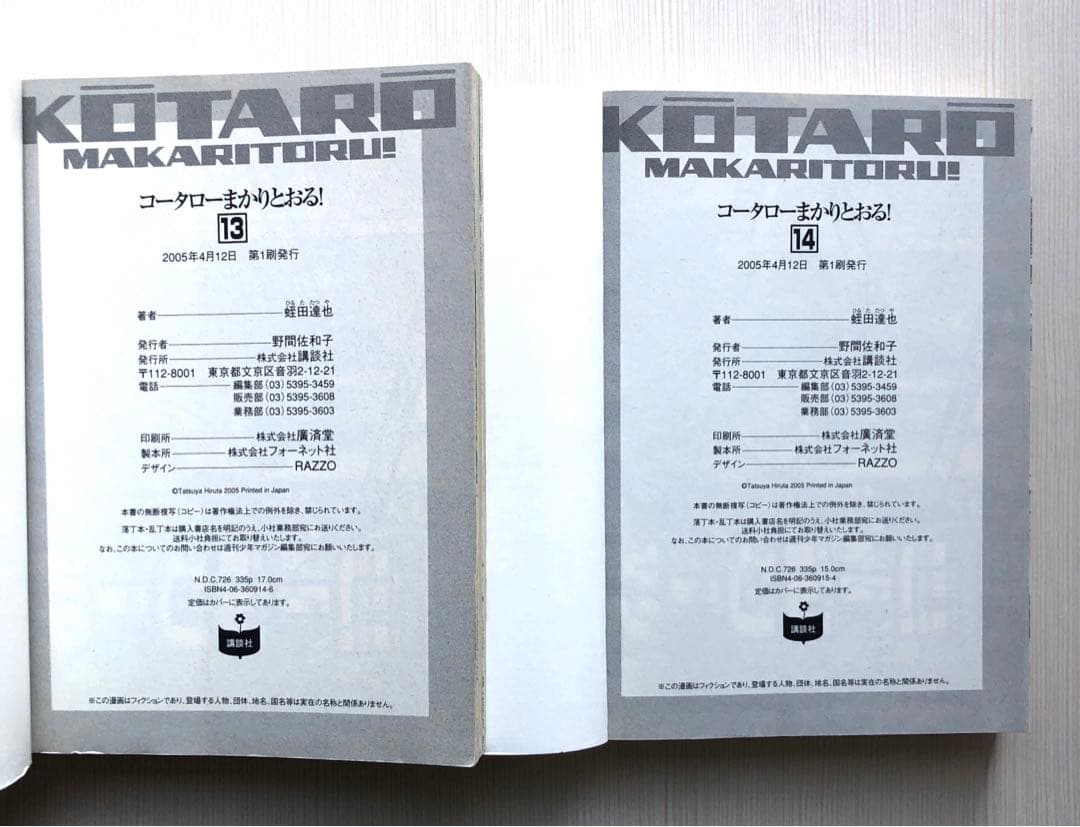 KŌTARŌ
MAKARITORU!
コータローまかりとおる!
13
2005年4月12日 第1刷発行
ひるたたつや
著者 蛭田達也
発行者 野間佐和子
発行所 株式会社講談社
〒112-8001 東京都文京区音羽2-12-21
電話 編集部(03)5395-3459
販売部(03)5395-3608
業務部(03)5395-3603
印刷所 株式会社廣済堂
製本所 株式会社フォーネット社
デザイン RAZZO
©Tatsuya Hiruta 2005 Printed in Japan
本書の無断複写(コピー)は著作権法上での例外を除き、禁じられています。
落丁本・乱丁本は購入書店名を明記のうえ、小社業務部宛にお送りください。
送料小社負担にてお取り替えいたします。
なお、この本についてのお問い合わせは週刊少年マガジン編集部宛にお願いいたします。
N.D.C.726 335p 17.0cm
ISBN4-06-360914-6
定価はカバーに表示してあります。
講談社
※この漫画はフィクションであり、登場する人物、団体、地名、国名等は実在の名称と関係ありません。
KŌTARŌ
MAKARITORU!
コータローまかりとおる!
14
2005年4月12日 第1刷発行
ひるたたつや
著者 蛭田達也
発行者 野間佐和子
発行所 株式会社講談社
〒112-8001 東京都文京区音羽2-12-21
電話 編集部(03)5395-3459
販売部(03)5395-3608
業務部(03)5395-3603
印刷所 株式会社廣済堂
製本所 株式会社フォーネット社
デザイン RAZZO
©Tatsuya Hiruta 2005 Printed in Japan
本書の無断複写(コピー)は著作権法上での例外を除き、禁じられています。
落丁本・乱丁本は購入書店名を明記のうえ、小社業務部宛にお送りください。
送料小社負担にてお取り替えいたします。
なお、この本についてのお問い合わせは週刊少年マガジン編集部宛にお願いいたします。
N.D.C.726 335p 15.0cm
ISBN4-06-360915-4
定価はカバーに表示してあります。
講談社
※この漫画はフィクションであり、登場する人物、団体、地名、国名等は実在の名称と関係ありません。